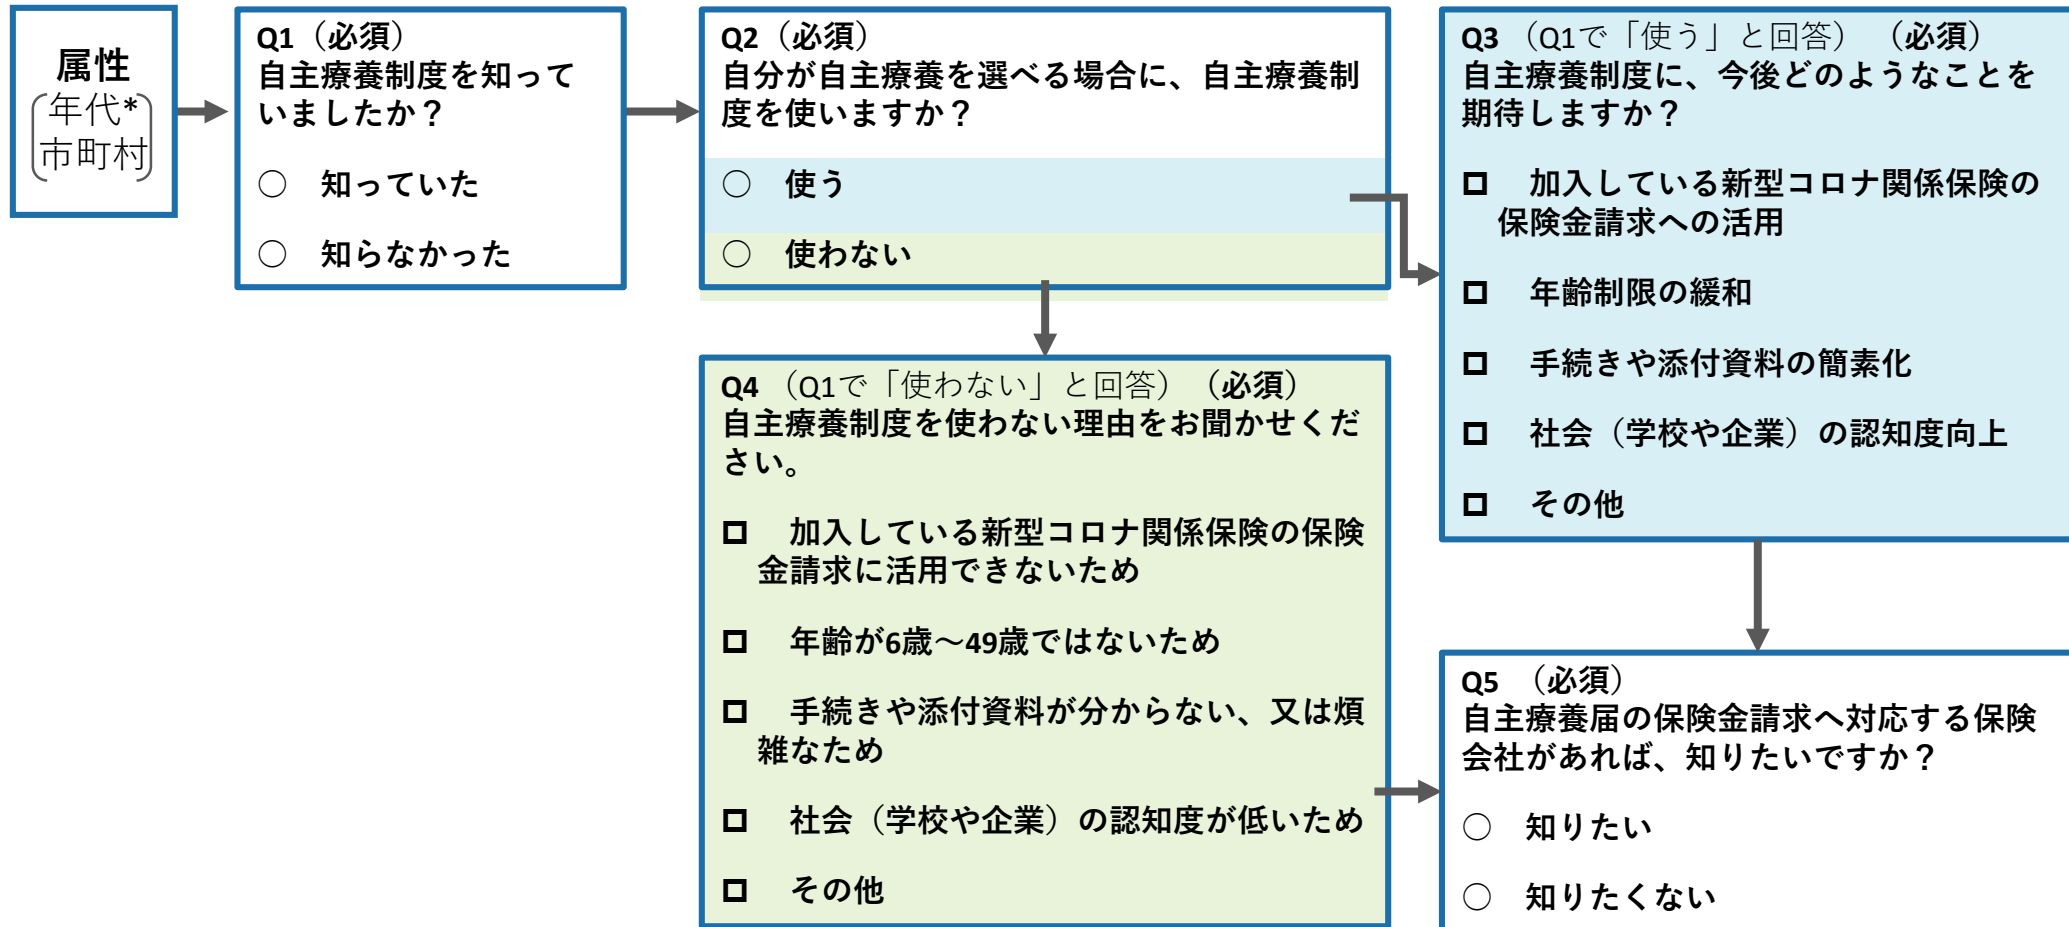 属性
年代*
市町村
Q1（必須）
自主療養制度を知って
いましたか？
○　知っていた
○　知らなかった
Q2（必須）
自分が自主療養を選べる場合に、自主療養制
度を使いますか？
○　使う
○　使わない
Q3 （Q1で「使う」と回答）（必須）
自主療養制度に、今後どのようなことを
期待しますか？
□　加入している新型コロナ関係保険の
保険金請求への活用
□　年齢制限の緩和
□　手続きや添付資料の簡素化
□　社会（学校や企業）の認知度向上
□　その他
Q4 （Q1で「使わない」と回答）（必須）
自主療養制度を使わない理由をお聞かせくだ
さい。
□　加入している新型コロナ関係保険の保険
金請求に活用できないため
□　年齢が6歳～49歳ではないため
□　手続きや添付資料が分からない、又は煩
雑なため
□　社会（学校や企業）の認知度が低いため
□　その他
Q5 （必須）
自主療養届の保険金請求へ対応する保険
会社があれば、知りたいですか？
○　知りたい
○　知りたくない